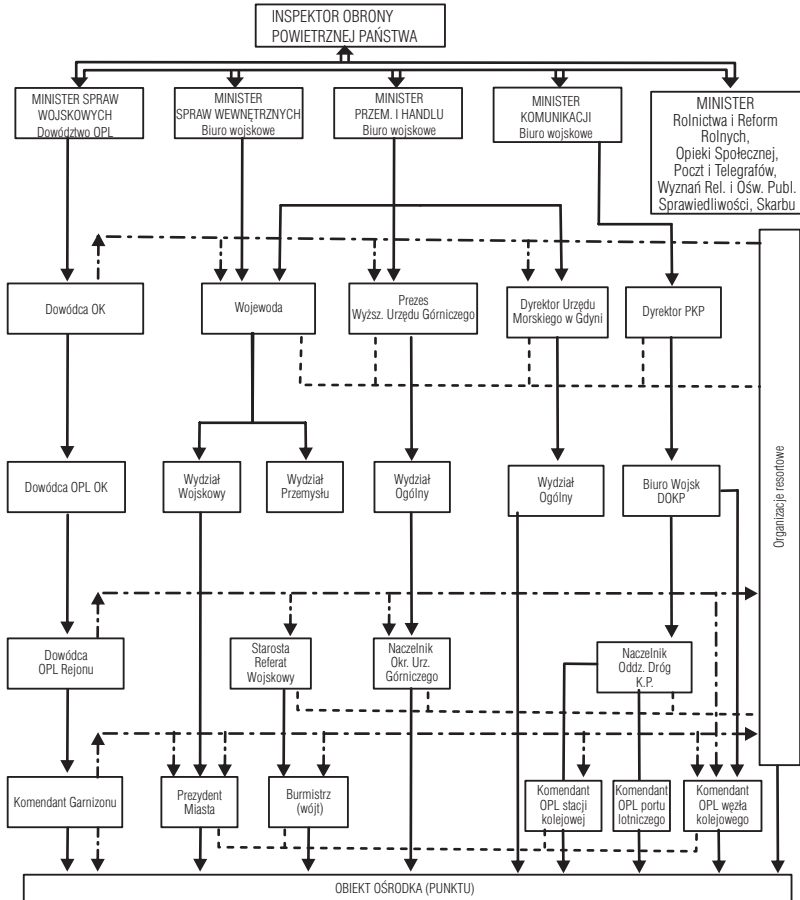 INSPEKTOR OBRONY
POWIETRZNEJ PAŃSTWA
MINISTER SPRAW
WOJSKOWYCH
Dowództwo OPL
MINISTER
SPRAW WEWNĘTRZNYCH
Biuro wojskowe
MINISTER
PRZEM. I HANDLU
Biuro wojskowe
MINISTER
KOMUNIKACJI
Biuro wojskowe
MINISTER
Rolnictwa i Reform
Rolnych,
Opieki Społecznej,
Poczt i Telegrafów,
Wyznań Rel. i Ośw. Publ.
Sprawiedliwości, Skarbu
Dowódca OK
Wojewoda
Prezes
Wyższ. Urzędu Górniczego
Dyrektor Urzędu
Morskiego w Gdyni
Dyrektor PKP
Dowódca OPL OK
Wydział
Wojskowy
Wydział
Przemysłu
Wydział
Ogólny
Wydział
Ogólny
Biuro Wojsk
DOKP
Organizacje resortowe
Dowódca
OPL Rejonu
Starosta
Referat
Wojskowy
Naczelnik
Okr. Urz.
Górniczego
Naczelnik
Oddz. Dróg
K.P.
Komendant Garnizonu
Prezydent
Miasta
Burmistrz
(wójt)
Komendant
OPL stacji
kolejowej
Komendant
OPL portu
lotniczego
Komendant
OPL węzła
kolejowego
OBIEKT OŚRODKA (PUNKTU)